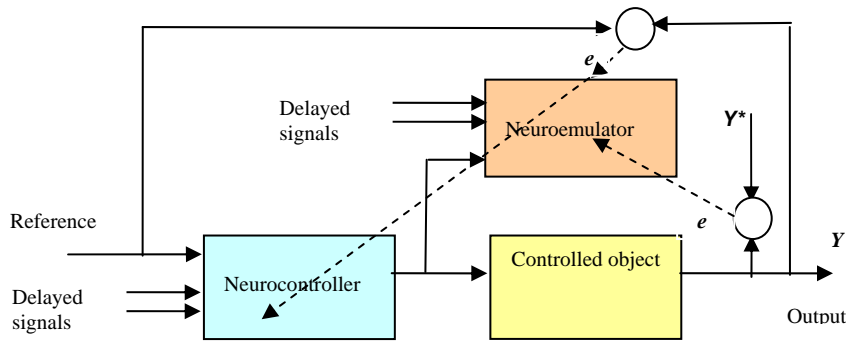 e
Delayed
signals
Neuroemulator
Y*
Reference
e
Y
Controlled object
Neurocontroller
Delayed
signals
Output